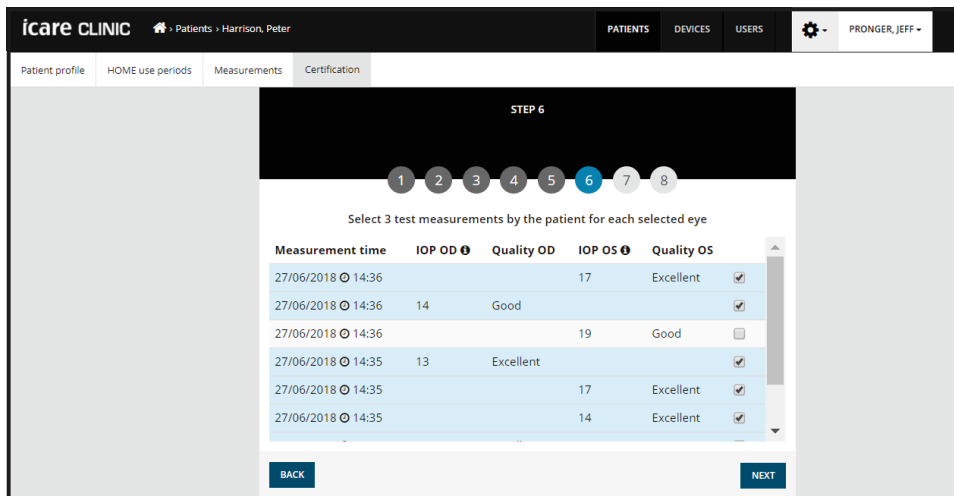 ícare CLINIC › Patients › Harrison, Peter PATIENTS DEVICES USERS PRONGER, JEFF
Patient profile HOME use periods Measurements Certification
STEP 6
1 2 3 4 5 6 7 8
Select 3 test measurements by the patient for each selected eye
Measurement time IOP OD Quality OD IOP OS Quality OS
27/06/2018 14:36 17 Excellent
27/06/2018 14:36 14 Good
27/06/2018 14:36 19 Good
27/06/2018 14:35 13 Excellent
27/06/2018 14:35 17 Excellent
27/06/2018 14:35 14 Excellent
BACK NEXT